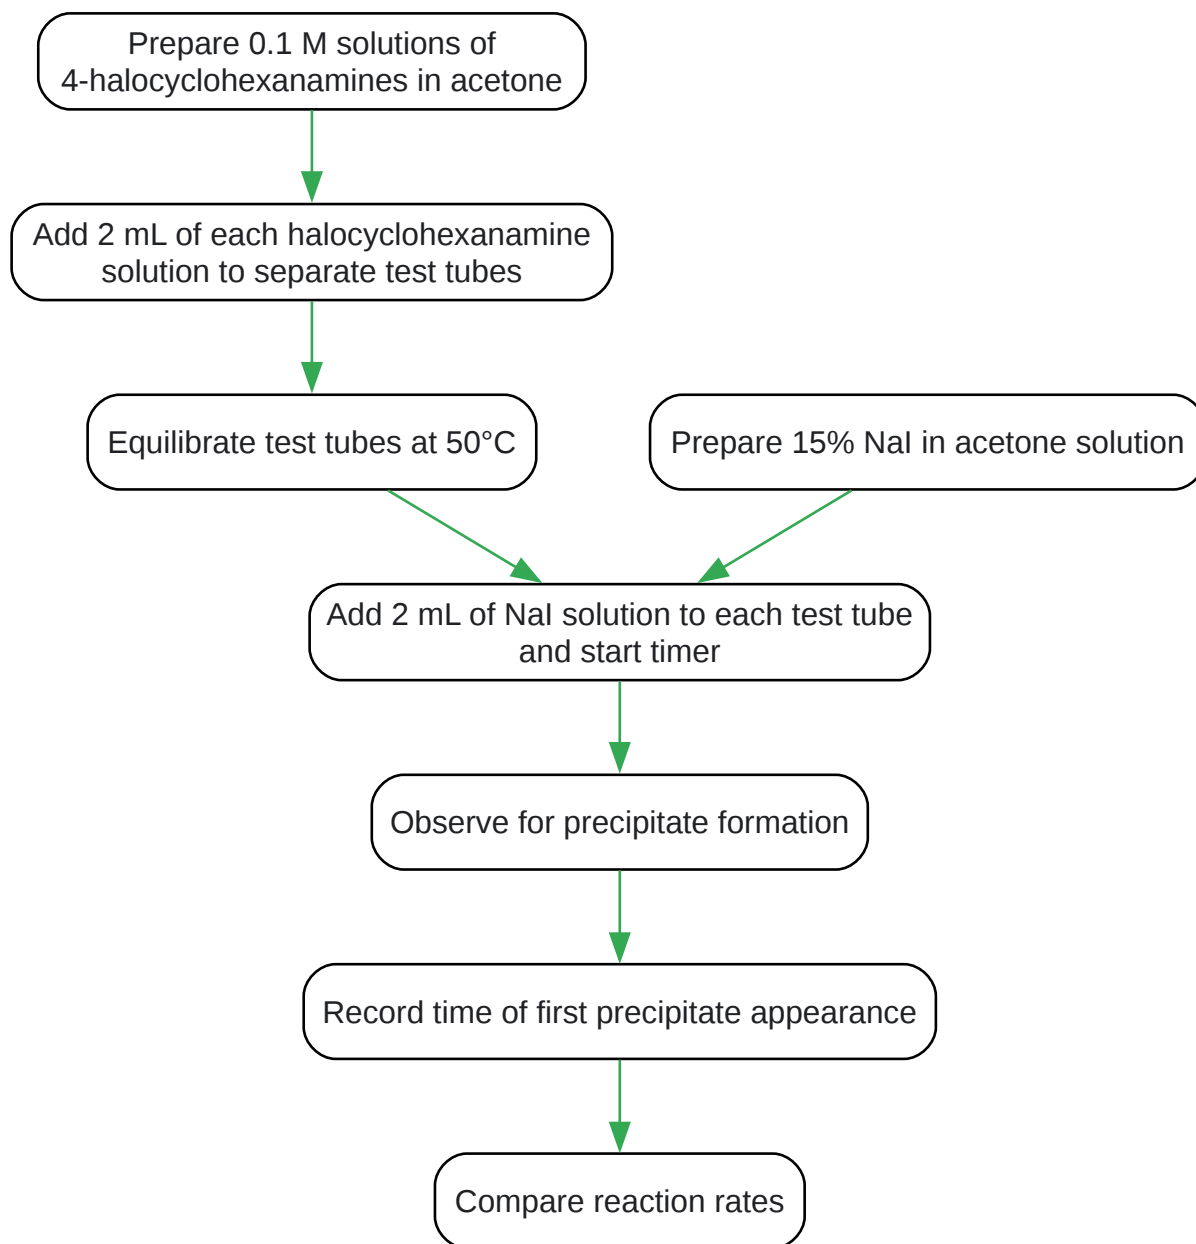 Prepare 0.1 M solutions of
4-halocyclohexanamines in acetone
Add 2 mL of each halocyclohexanamine
solution to separate test tubes
Equilibrate test tubes at 50°C
Prepare 15% NaI in acetone solution
Add 2 mL of NaI solution to each test tube
and start timer
Observe for precipitate formation
Record time of first precipitate appearance
Compare reaction rates